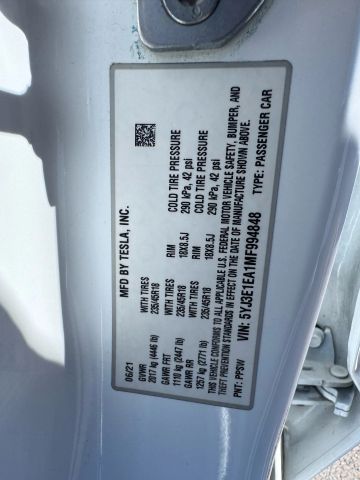 MFD BY TESLA, INC.
06/21
GVWR
2017 kg (4446 lb) WITH TIRES 235/45R18 RIM 18X8.5J COLD TIRE PRESSURE 290 kPa, 42 psi
GAWR FRT
1110 kg (2447 lb) WITH TIRES 235/45R18 RIM 18X8.5J COLD TIRE PRESSURE 290 kPa, 42 psi
GAWR RR
1257 kg (2771 lb)
THIS VEHICLE CONFORMS TO ALL APPLICABLE U.S. FEDERAL MOTOR VEHICLE SAFETY, BUMPER, AND
THEFT PREVENTION STANDARDS IN EFFECT ON THE DATE OF MANUFACTURE SHOWN ABOVE.
PNT: PPSW TYPE: PASSENGER CAR
VIN: 5YJ3E1EA1MF994848